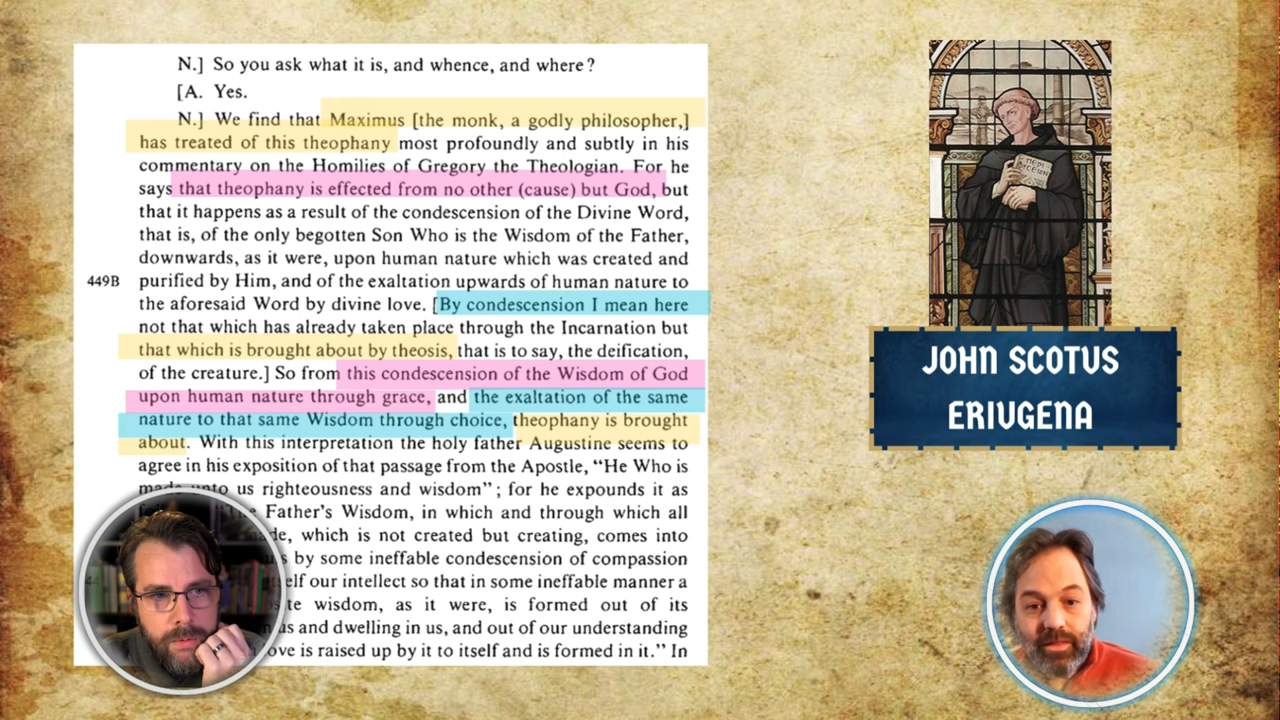 N.] So you ask what it is, and whence, and where?
[A. Yes.
N.] We find that Maximus [the monk, a godly philosopher,]
has treated of this theophany most profoundly and subtly in his
commentary on the Homilies of Gregory the Theologian. For he
says that theophany is effected from no other (cause) but God, but
that it happens as a result of the condescension of the Divine Word,
that is, of the only begotten Son Who is the Wisdom of the Father,
downwards, as it were, upon human nature which was created and
449B purified by Him, and of the exaltation upwards of human nature to
the aforesaid Word by divine love. [By condescension I mean here
not that which has already taken place through the Incarnation but
that which is brought about by theosis, that is to say, the deification,
of the creature.] So from this condescension of the Wisdom of God
upon human nature through grace, and the exaltation of the same
nature to that same Wisdom through choice, theophany is brought
about. With this interpretation the holy father Augustine seems to
agree in his exposition of that passage from the Apostle, “He Who is
made unto us righteousness and wisdom”; for he expounds it as
Father’s Wisdom, in which and through which all
which is not created but creating, comes into
by some ineffable condescension of compassion
our intellect so that in some ineffable manner a
wisdom, as it were, is formed out of its
us and dwelling in us, and out of our understanding
is raised up by it to itself and is formed in it.” In
JOHN SCOTUS
ERIUGENA